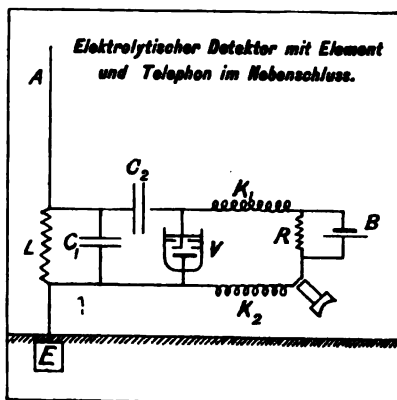 Elektrolytischer Detektor mit Element
und Telephon im Nebenschluss.
A
C₂
K₁
B
L
C₁
V
R
K₂
E